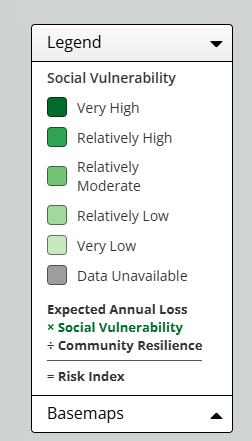 Legend
Social Vulnerability
Very High
Relatively High
Relatively
Moderate
Relatively Low
Very Low
Data Unavailable
Expected Annual Loss
× Social Vulnerability
÷ Community Resilience
= Risk Index
Basemaps